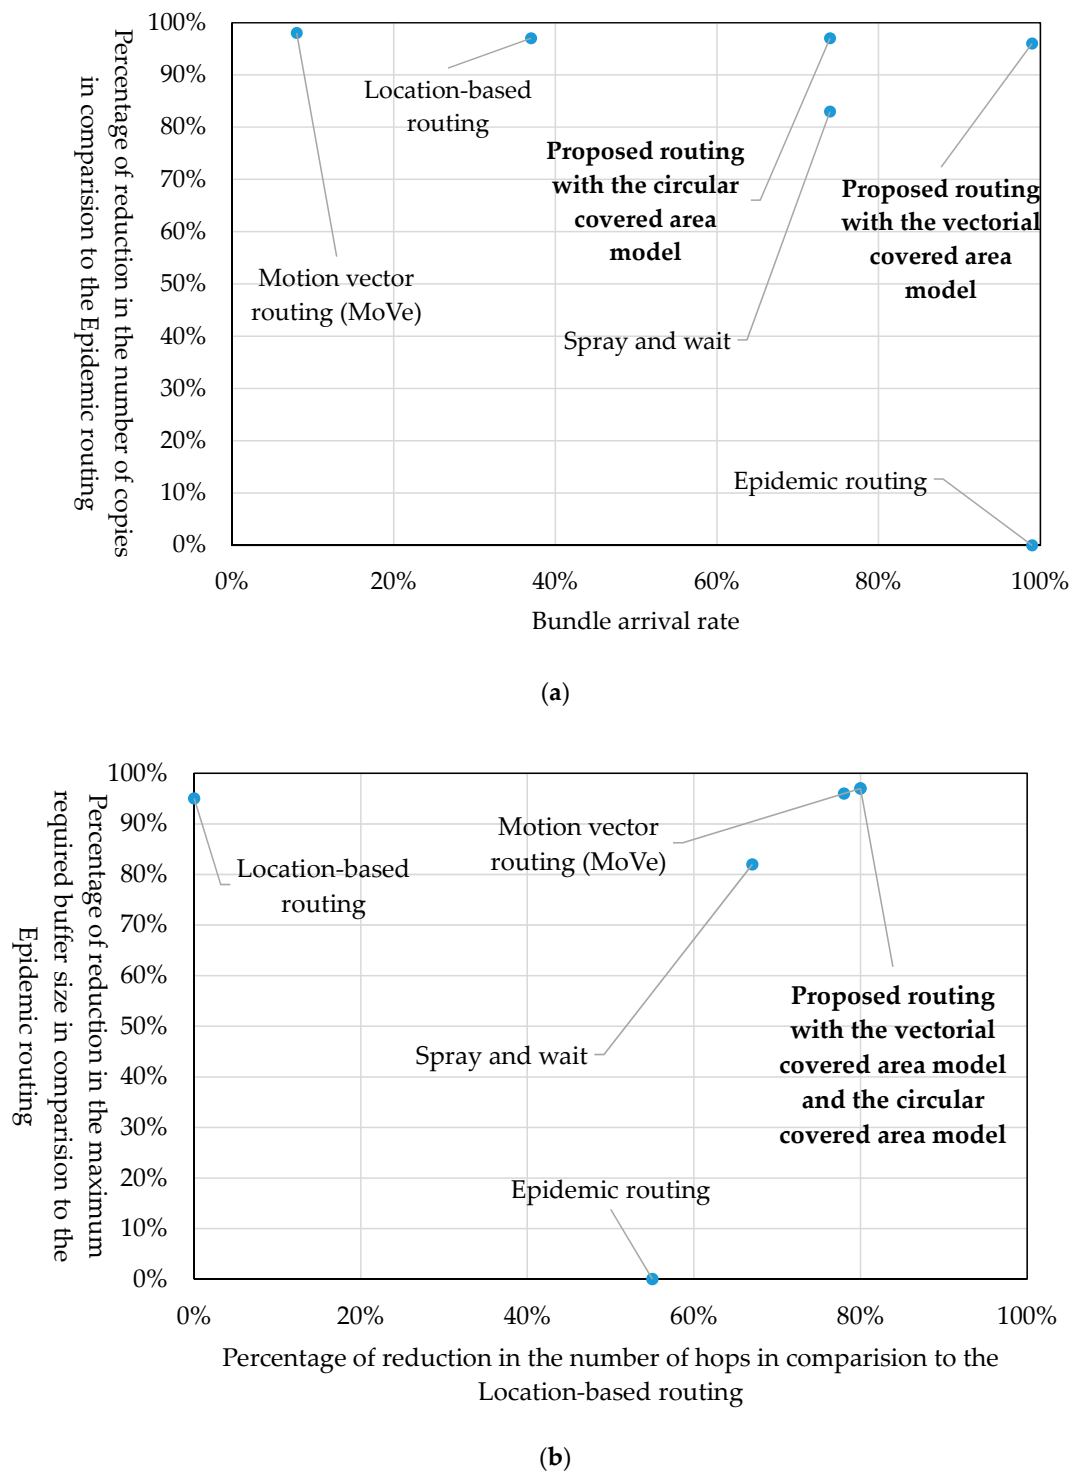 Percentage of reduction in the number of copies
in comparision to the Epidemic routing
100%
90%
80%
70%
60%
50%
40%
30%
20%
10%
0%
Location-based
routing
Proposed routing
with the circular
covered area
model
Proposed routing
with the vectorial
covered area
model
Motion vector
routing (MoVe)
Spray and wait
Epidemic routing
0%
20%
40%
60%
80%
100%
Bundle arrival rate
(a)
Percentage of reduction in the maximum
required buffer size in comparision to the
Epidemic routing
100%
90%
80%
70%
60%
50%
40%
30%
20%
10%
0%
Motion vector
routing (MoVe)
Location-based
routing
Proposed routing
with the vectorial
covered area model
and the circular
covered area model
Spray and wait
Epidemic routing
0%
20%
40%
60%
80%
100%
Percentage of reduction in the number of hops in comparision to the
Location-based routing
(b)